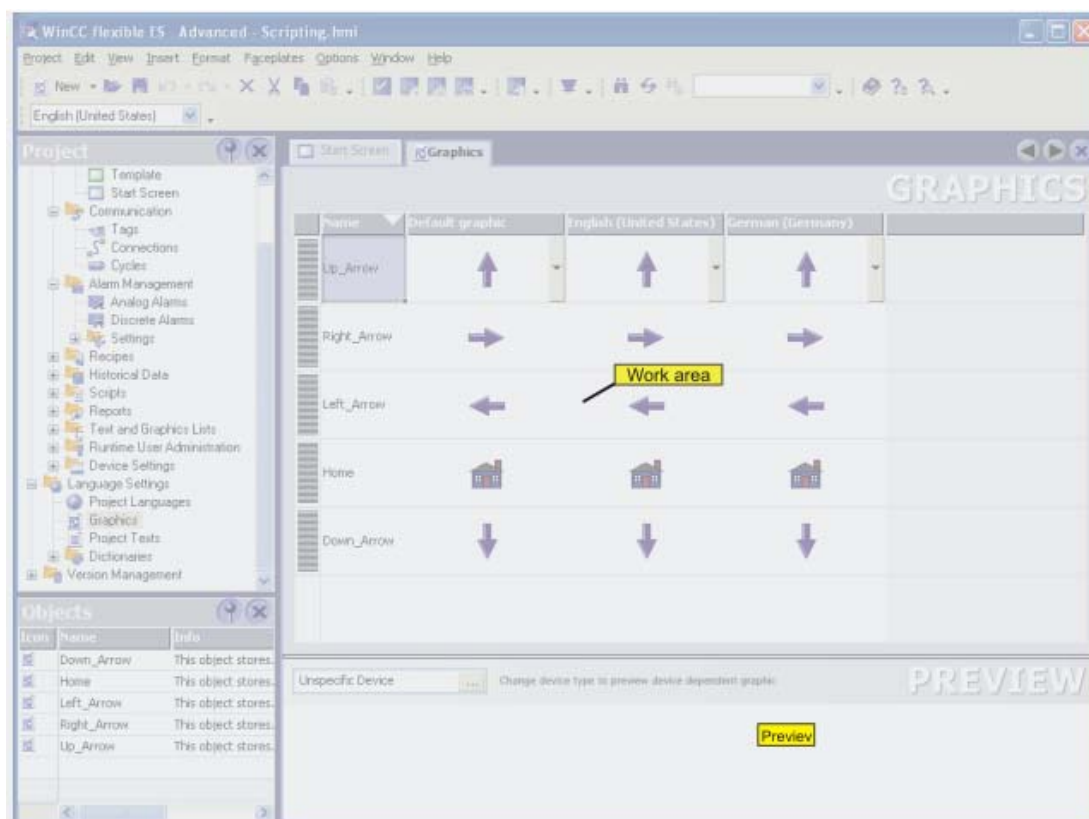 WinCC flexible ES Advanced - Scripting.hmi
Project Edit View Insert Format Faceplates Options Window Help
New
English (United States)
Project
Template
Start Screen
Communication
Tags
Connections
Cycles
Alarm Management
Analog Alarms
Discrete Alarms
Settings
Recipes
Historical Data
Scripts
Reports
Text and Graphics Lists
Runtime User Administration
Device Settings
Language Settings
Project Languages
Graphics
Project Texts
Dictionaries
Version Management
Start Screen Graphics
GRAPHICS
Name Default graphic English (United States) German (Germany)
Up_Arrow
Right_Arrow
Work area
Left_Arrow
Home
Down_Arrow
Objects
Icon Name Info
Down_Arrow This object stores.
Home This object stores.
Left_Arrow This object stores.
Right_Arrow This object stores.
Up_Arrow This object stores.
Unspecific Device ... Change device type to preview device dependent graphic
PREVIEW
Previev